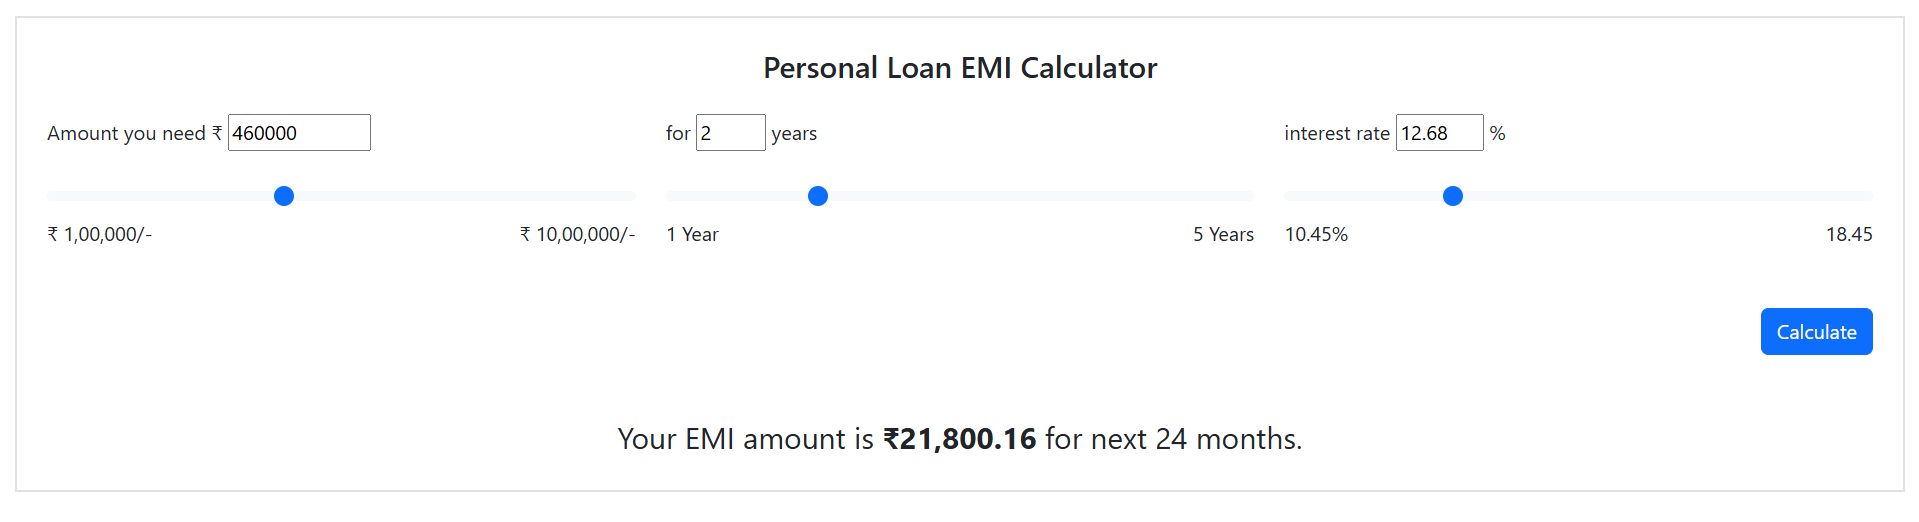 Personal Loan EMI Calculator
Amount you need ₹ 460000
for 2 years
interest rate 12.68 %
₹ 1,00,000/-
₹ 10,00,000/-
1 Year
5 Years
10.45%
18.45
Calculate
Your EMI amount is ₹21,800.16 for next 24 months.